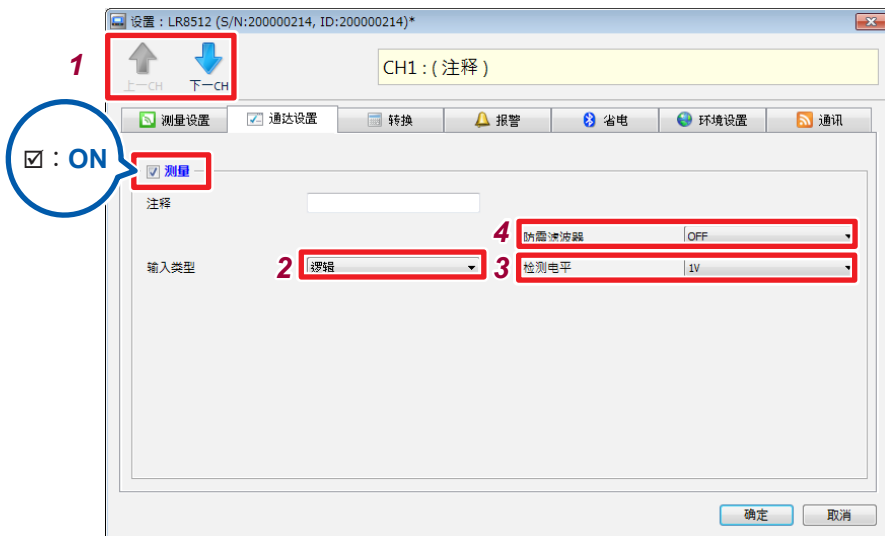 设置：LR8512 (S/N:200000214, ID:200000214)*
1
上一CH 下一CH
CH1 : ( 注释 )
测量设置 通达设置 转换 报警 省电 环境设置 通讯
☑：ON
测量
注释
4 防震滤波器 OFF
输入类型 2 逻辑 3 检测电平 1V
确定 取消